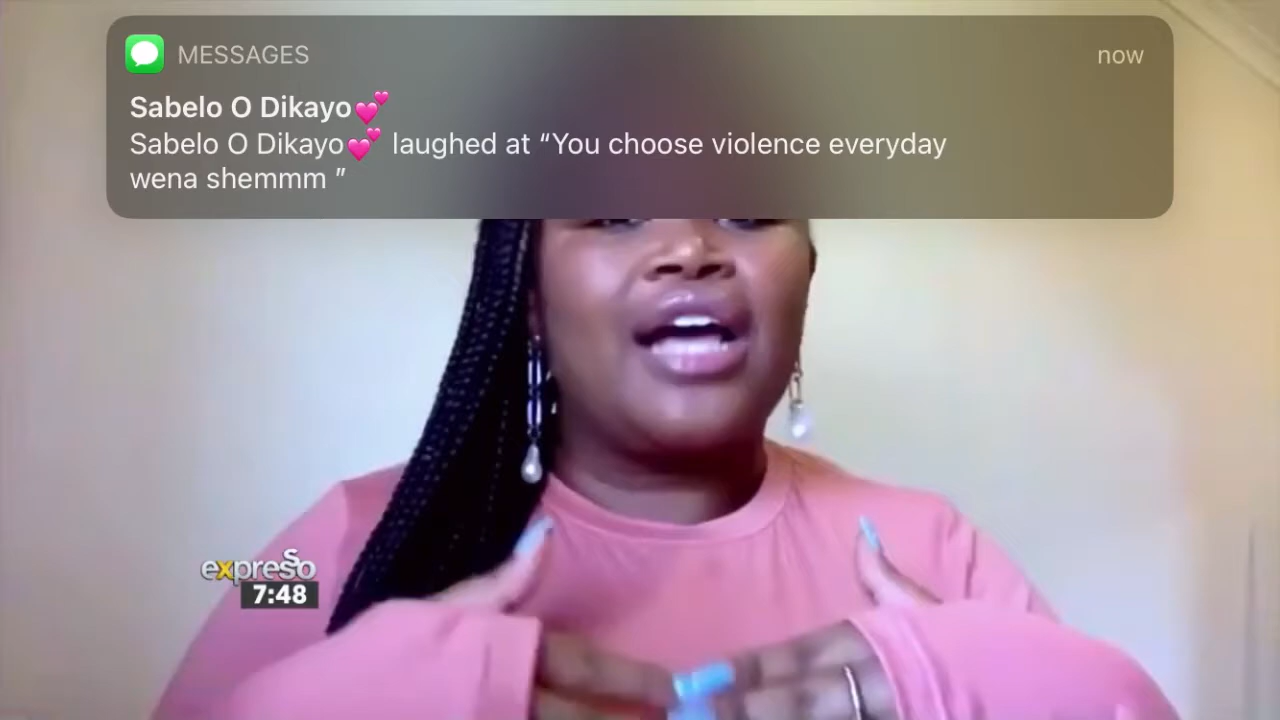 MESSAGES
now
Sabelo O Dikayo💕
Sabelo O Dikayo💕 laughed at “You choose violence everyday
wena shemmm ”
expresso
7:48